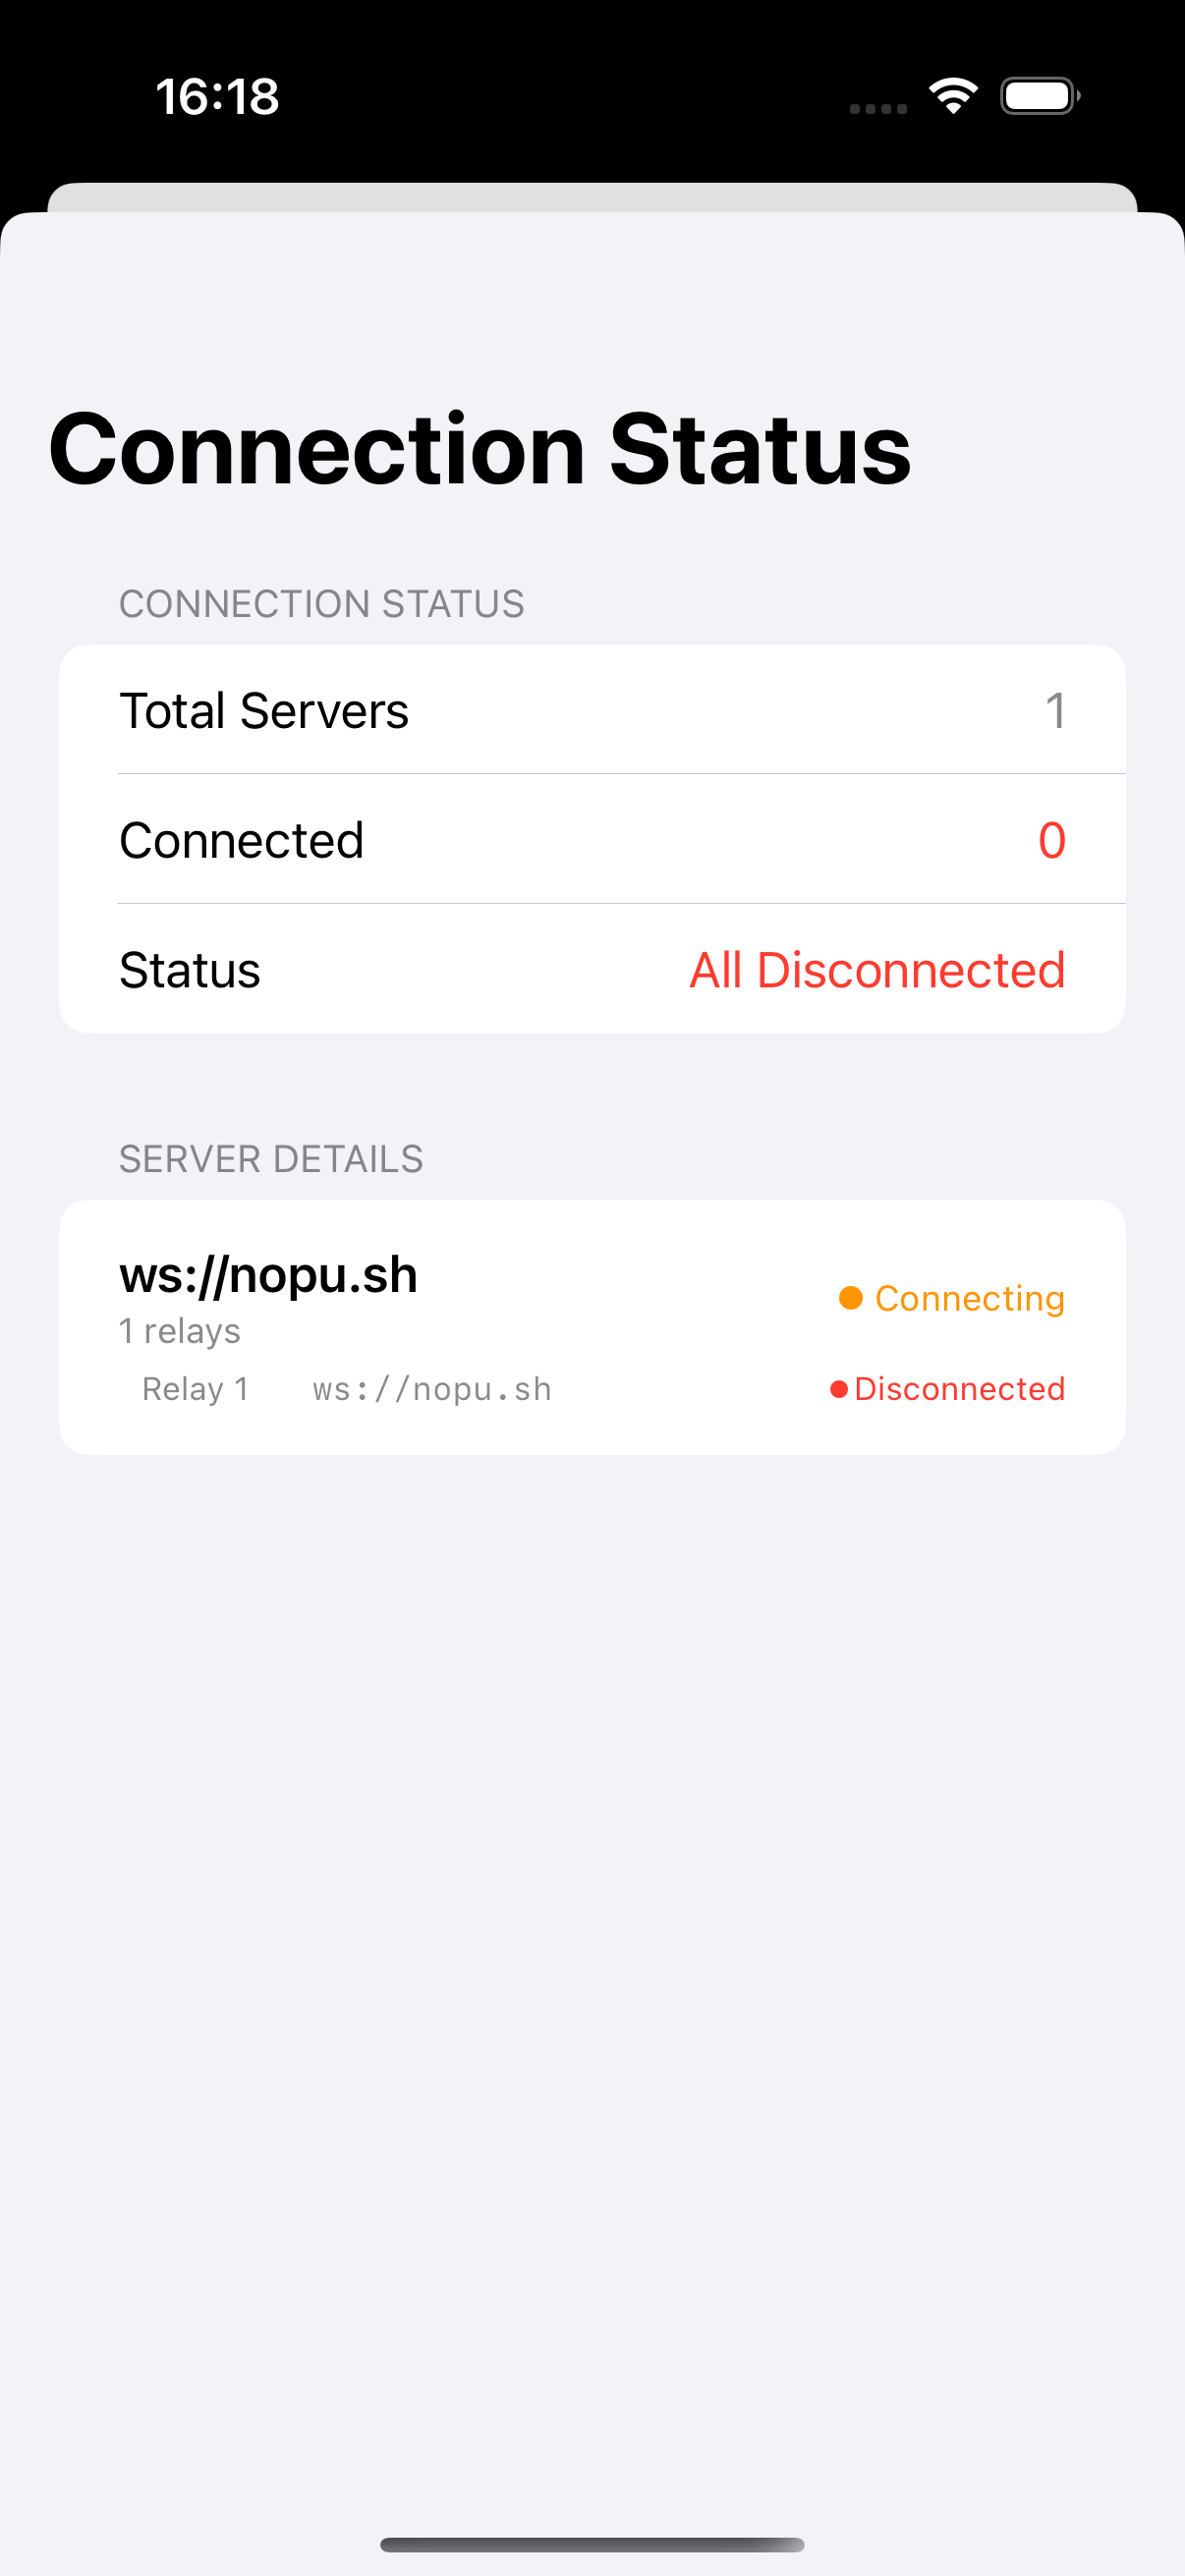 16:18
Connection Status
CONNECTION STATUS
Total Servers 1
Connected 0
Status All Disconnected
SERVER DETAILS
ws://nopu.sh
Connecting
1 relays
Relay 1 ws://nopu.sh Disconnected